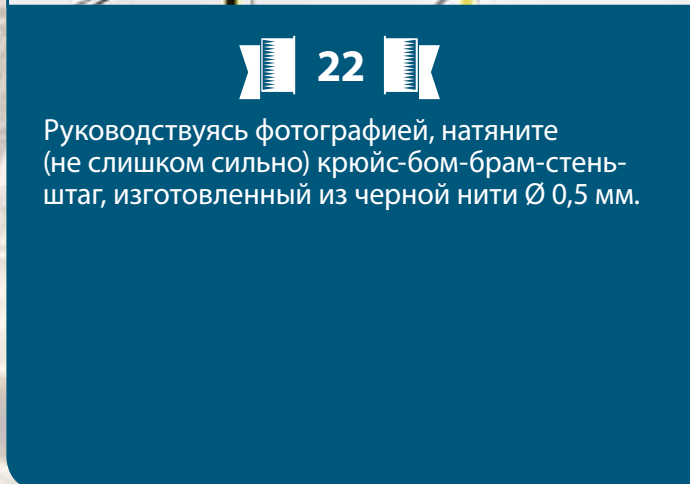 22
Руководствуясь фотографией, натяните
(не слишком сильно) крюйс-бом-брам-стень-
штаг, изготовленный из черной нити Ø 0,5 мм.